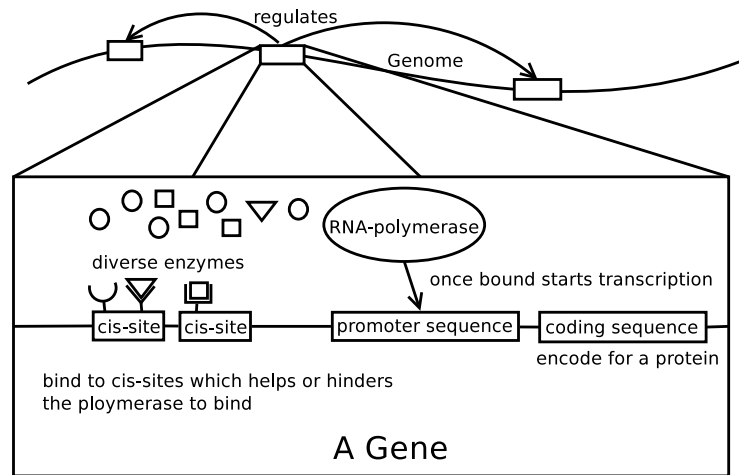 regulates
Genome
RNA-polymerase
diverse enzymes
once bound starts transcription
cis-site
cis-site
promoter sequence
coding sequence
encode for a protein
bind to cis-sites which helps or hinders
the ploymerase to bind
A Gene